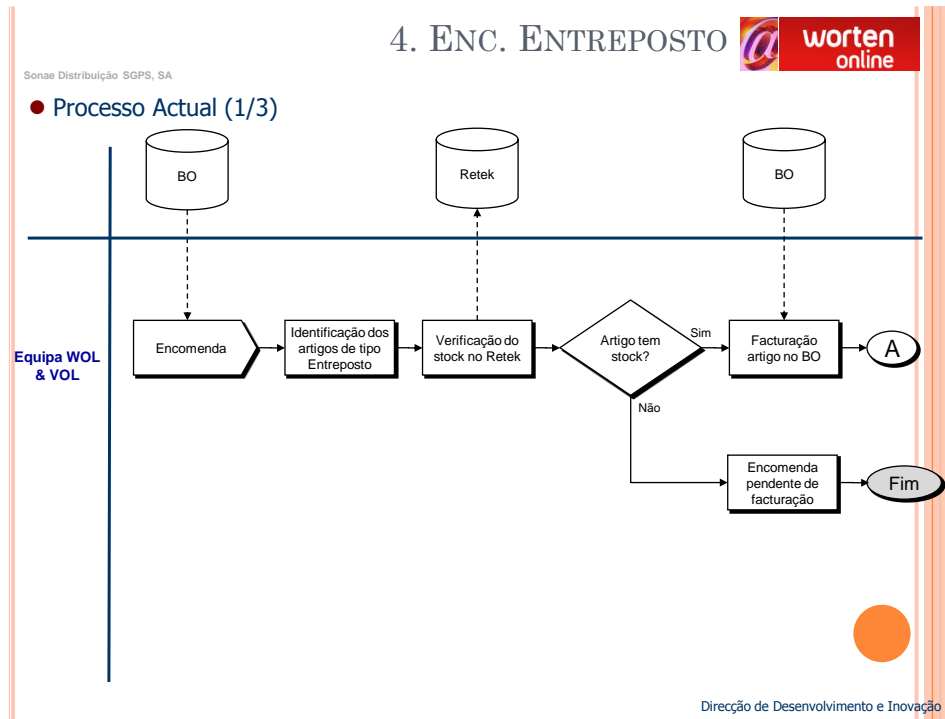 4. ENC. ENTREPOSTO
worten
online
Sonae Distribuição SGPS, SA
Processo Actual (1/3)
BO
Retek
BO
Equipa WOL
& VOL
Encomenda
Identificação dos
artigos de tipo
Entreposto
Verificação do
stock no Retek
Artigo tem
stock?
Sim
Facturação
artigo no BO
A
Não
Encomenda
pendente de
facturação
Fim
Direcção de Desenvolvimento e Inovação